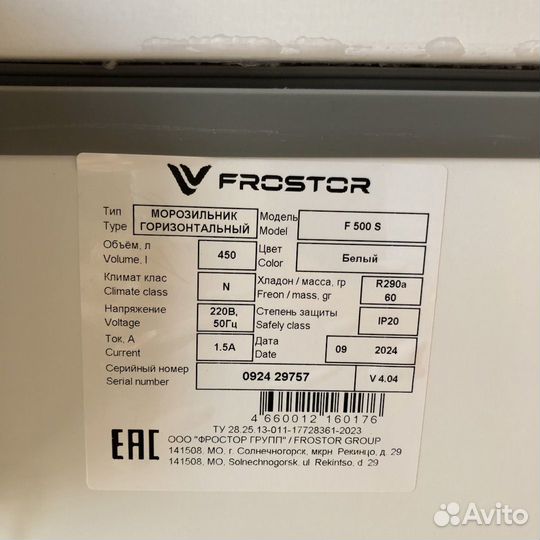 FROSTOR
Тип МОРОЗИЛЬНИК Модель F 500 S
Type ГОРИЗОНТАЛЬНЫЙ Model
Объём, л 450 Цвет Белый
Volume, l Color
Климат клас N Хладон / масса, гр R290a
Climate class Freon / mass, gr 60
Напряжение 220В, Степень защиты IP20
Voltage 50Гц Safely class
Ток, А 1.5А Дата 09 2024
Current Date
Серийный номер 0924 29757 V 4.04
Serial number
4 660012 160176
ТУ 28.25.13-011-17728361-2023
EAC ООО "ФРОСТОР ГРУПП" / FROSTOR GROUP
141508, МО, г. Солнечногорск, мкрн. Рекинцо, д. 29
141508, MO, Solnechnogorsk, ul. Rekintso, d. 29
Avito